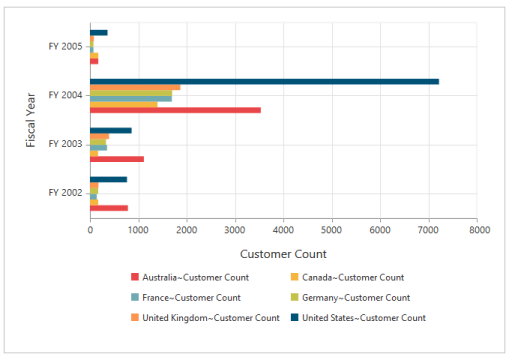 Fiscal Year
FY 2005
FY 2004
FY 2003
FY 2002
0 1000 2000 3000 4000 5000 6000 7000 8000
Customer Count
Australia~Customer Count Canada~Customer Count
France~Customer Count Germany~Customer Count
United Kingdom~Customer Count United States~Customer Count